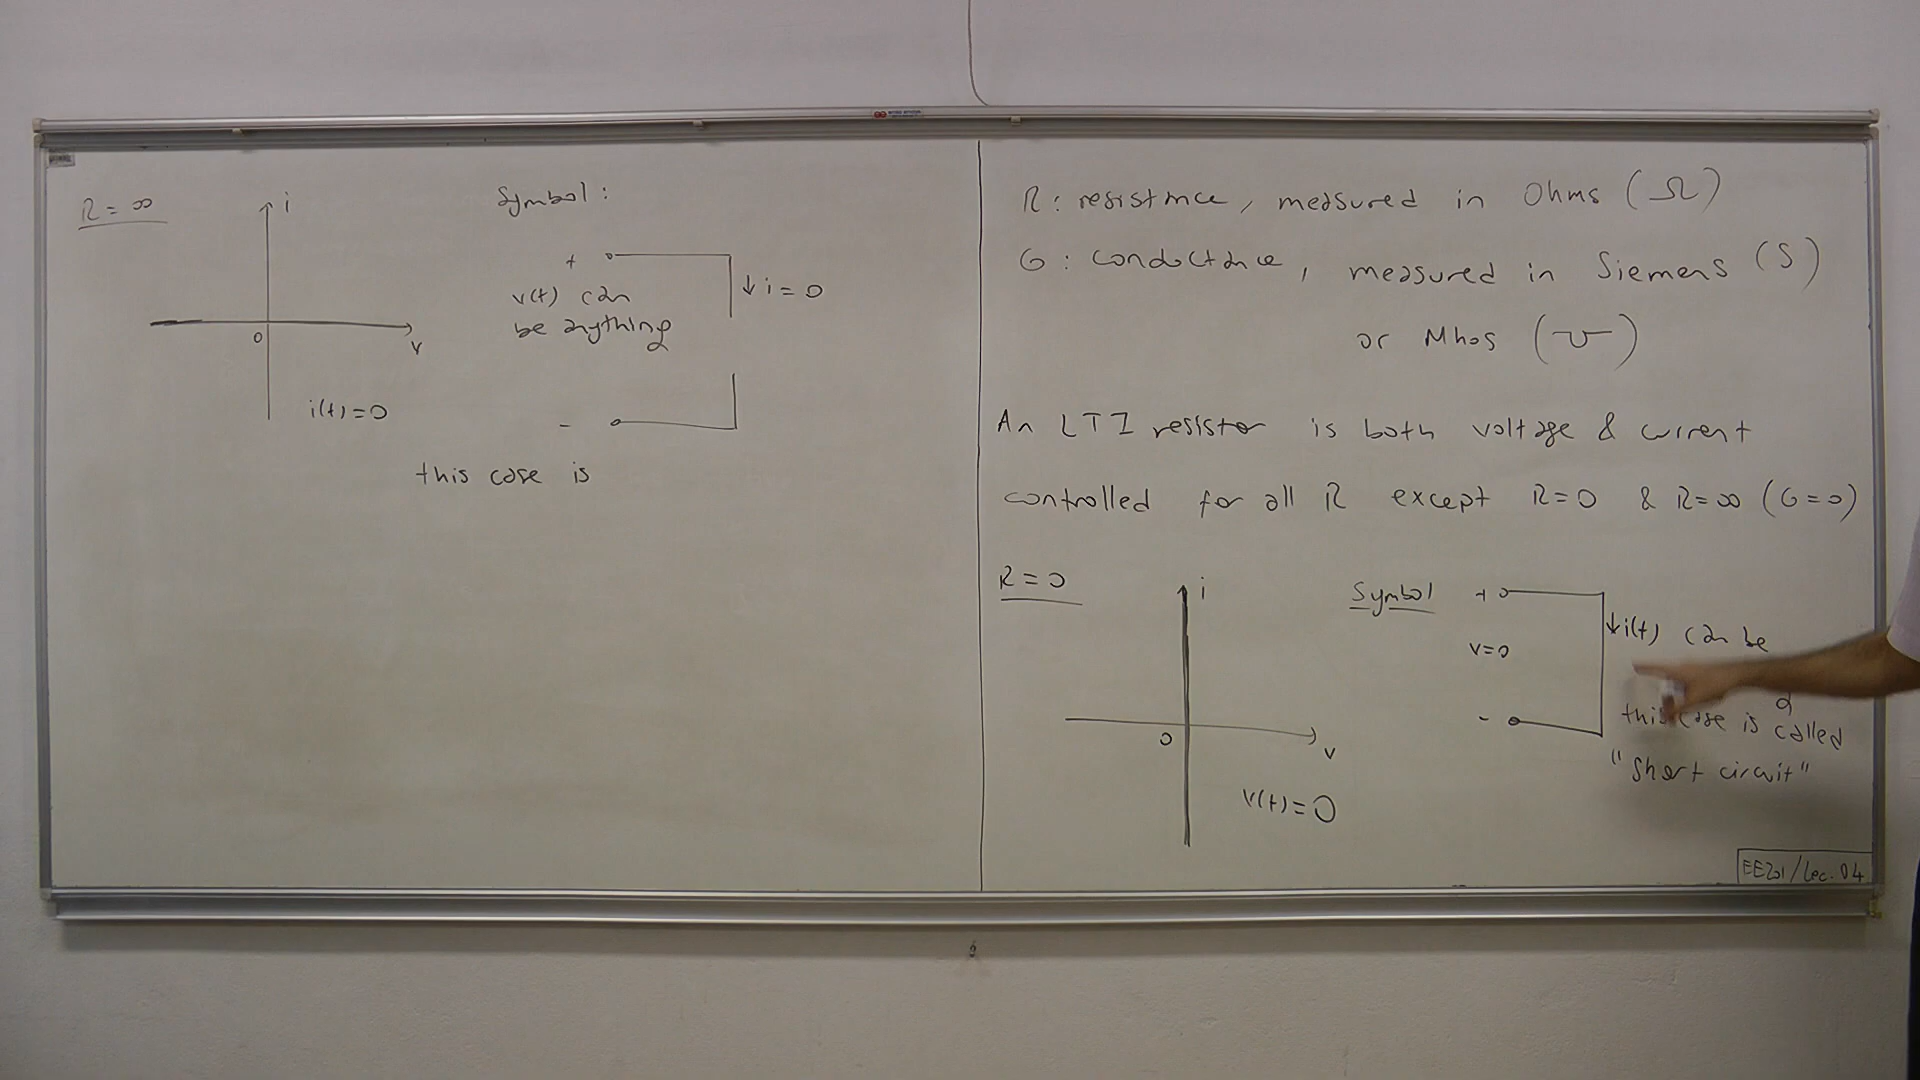 R = ∞
i
v
0
i(t) = 0
Symbol:
+
v(t) can
be anything
-
↓ i = 0
this case is
R: resistance, measured in Ohms (Ω)
G: conductance, measured in Siemens (S)
or Mhos (℧)
An LTI resistor is both voltage & current
controlled for all R except R=0 & R=∞ (G=0)
R = 0
i
v
0
v(t) = 0
Symbol
+
v=0
-
↓ i(t) can be
this case is called
"Short circuit"
EE201/Lec. 04